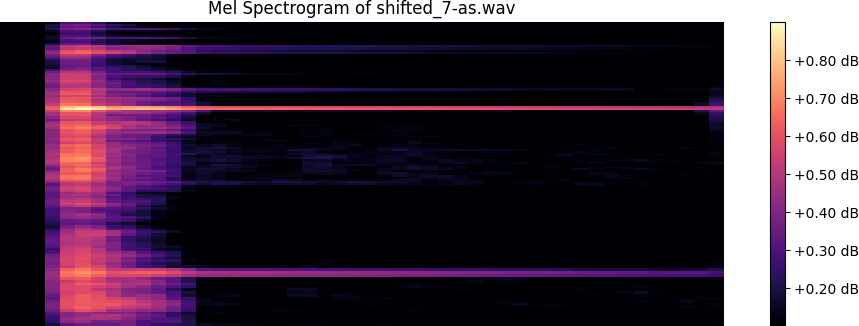 Mel Spectrogram of shifted_7-as.wav
+0.80 dB
+0.70 dB
+0.60 dB
+0.50 dB
+0.40 dB
+0.30 dB
+0.20 dB